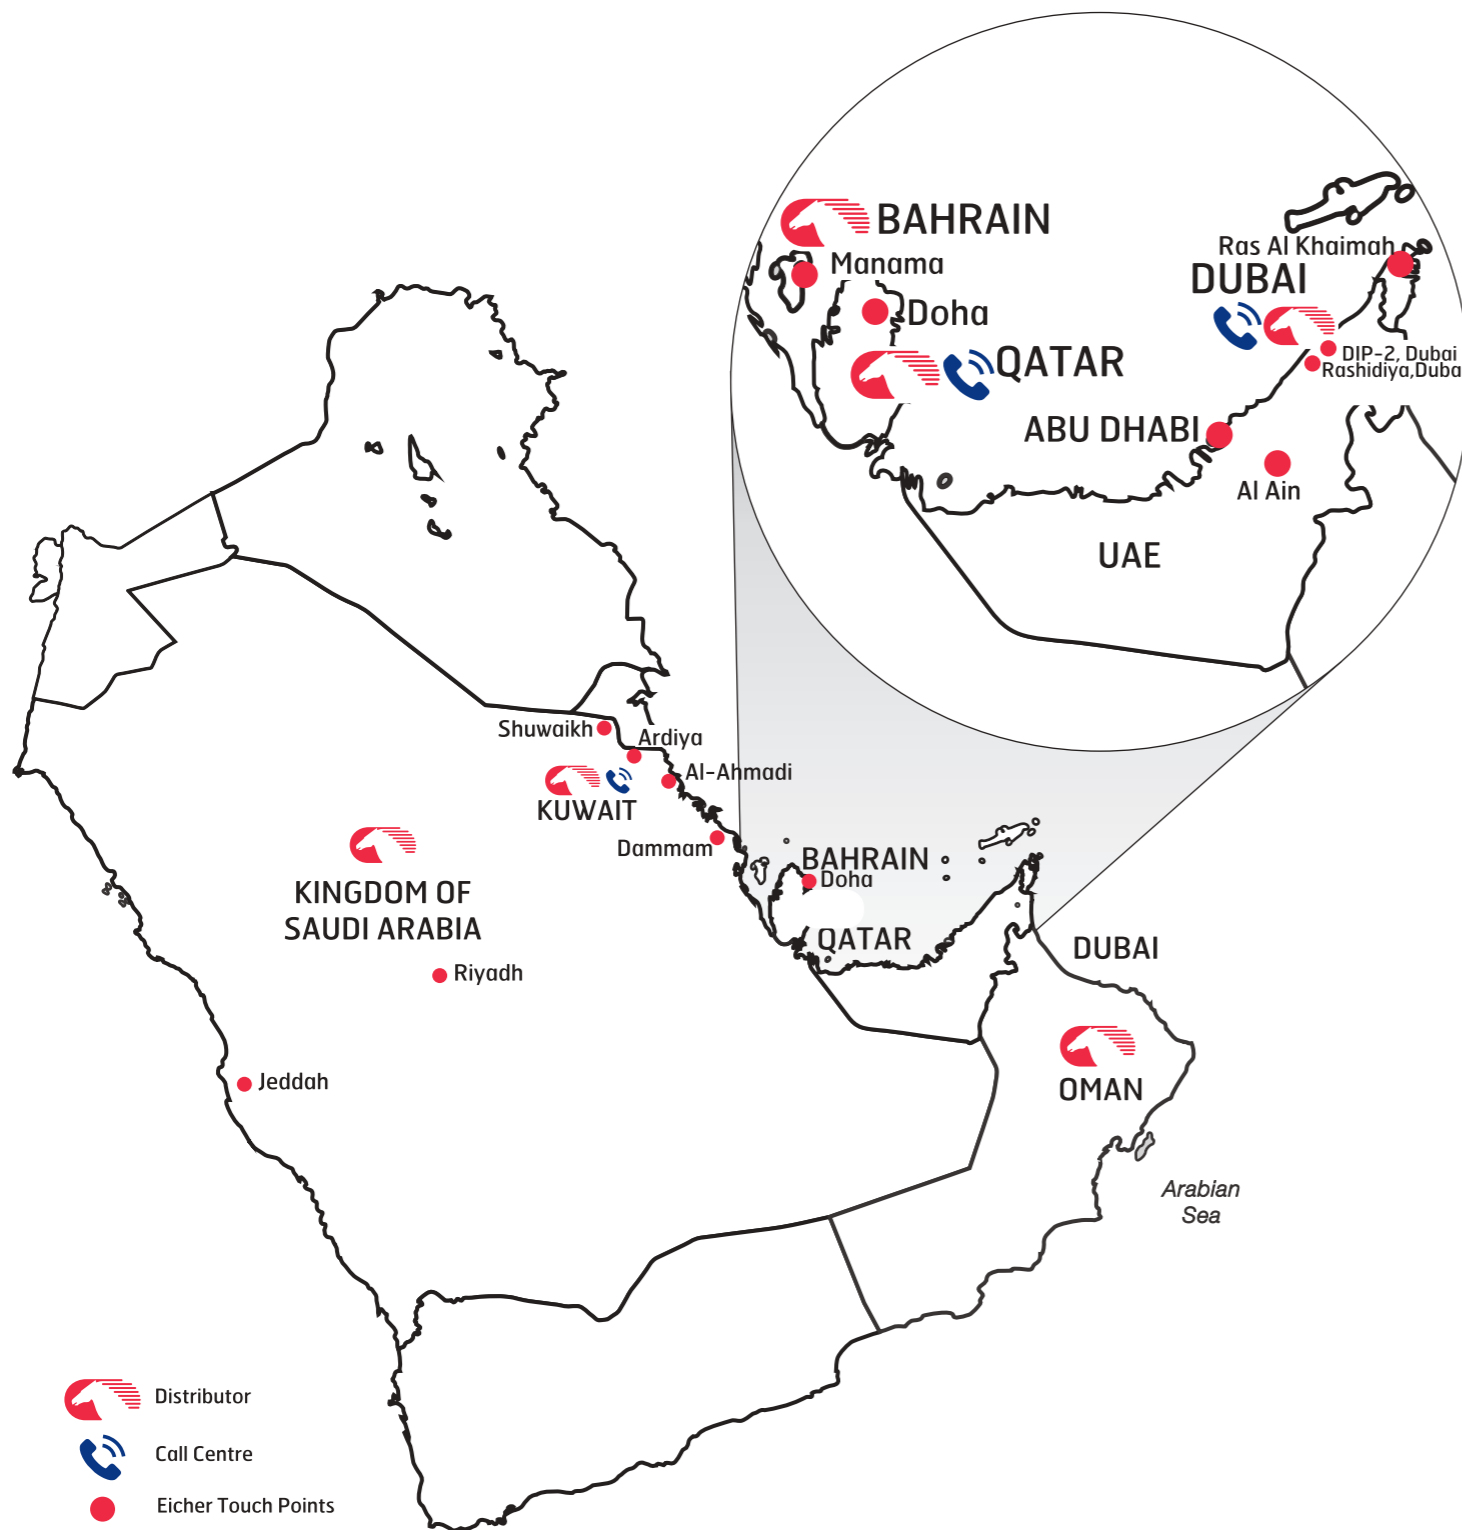 BAHRAIN
Manama
Doha
QATAR
Ras Al Khaimah
DUBAI
DIP-2, Dubai
Rashidiya,Duba
ABU DHABI
Al Ain
UAE
Shuwaikh
Ardiya
Al-Ahmadi
KUWAIT
Dammam
KINGDOM OF
SAUDI ARABIA
Riyadh
Jeddah
BAHRAIN
Doha
QATAR
DUBAI
OMAN
Arabian
Sea
Distributor
Call Centre
Eicher Touch Points